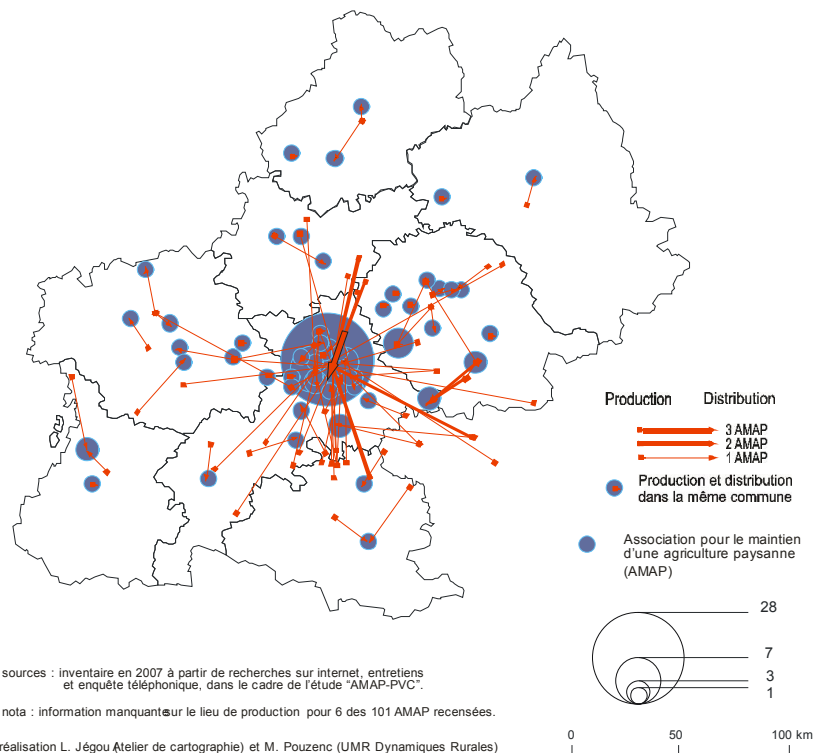 Production Distribution
3 AMAP
2 AMAP
1 AMAP
Production et distribution
dans la même commune
Association pour le maintien
d'une agriculture paysanne
(AMAP)
28
7
3
1
sources : inventaire en 2007 à partir de recherches sur internet, entretiens
et enquête téléphonique, dans le cadre de l'étude "AMAP-PVC".
nota : information manquante sur le lieu de production pour 6 des 101 AMAP recensées.
réalisation L. Jégou (Atelier de cartographie) et M. Pouzenc (UMR Dynamiques Rurales)
0 50 100 km